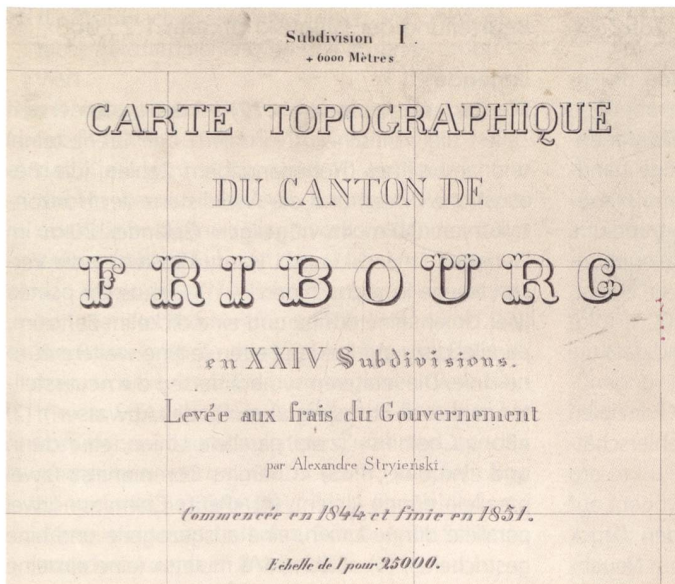 Subdivision I.
+ 6000 Mètres
CARTE TOPOGRAPHIQUE
DU CANTON DE
FRIBOURG
en XXIV Subdivisions.
Levée aux frais du Gouvernement
par Alexandre Stryieński.
Commencée en 1844 et finie en 1851.
Echelle de 1 pour 25000.